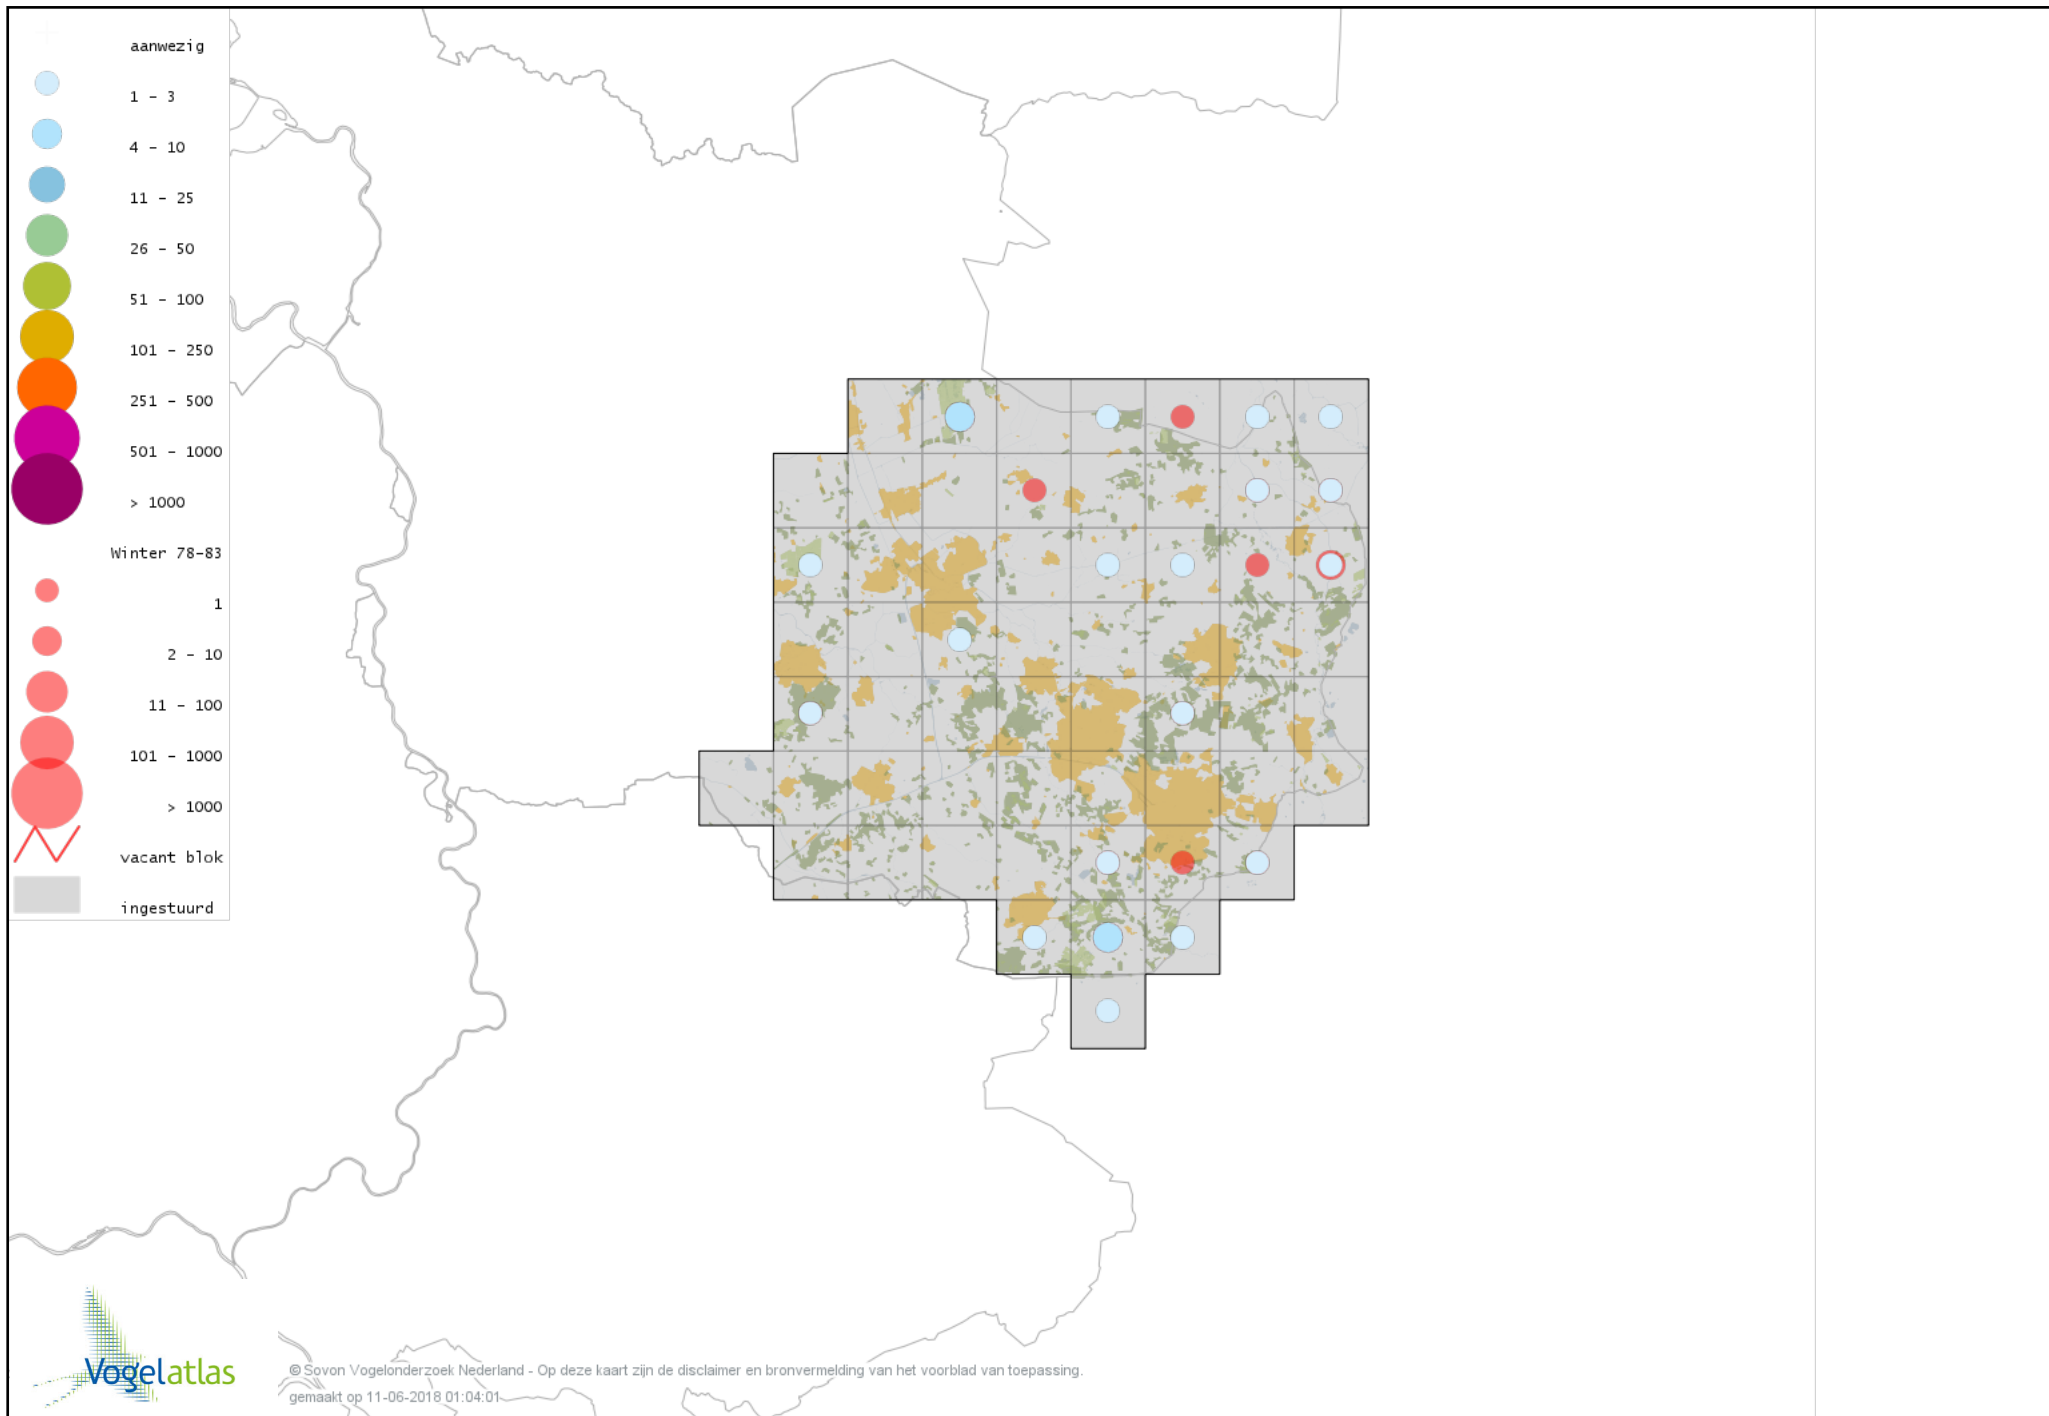 aanwezig
1 - 3
4 - 10
11 - 25
26 - 50
51 - 100
101 - 250
251 - 500
501 - 1000
> 1000
Winter 78-83
1
2 - 10
11 - 100
101 - 1000
> 1000
vacant blok
ingestuurd
Vogelatlas
© Sovon Vogelonderzoek Nederland - Op deze kaart zijn de disclaimer en bronvermelding van het voorblad van toepassing.
gemaakt op 11-06-2018 01:04:01